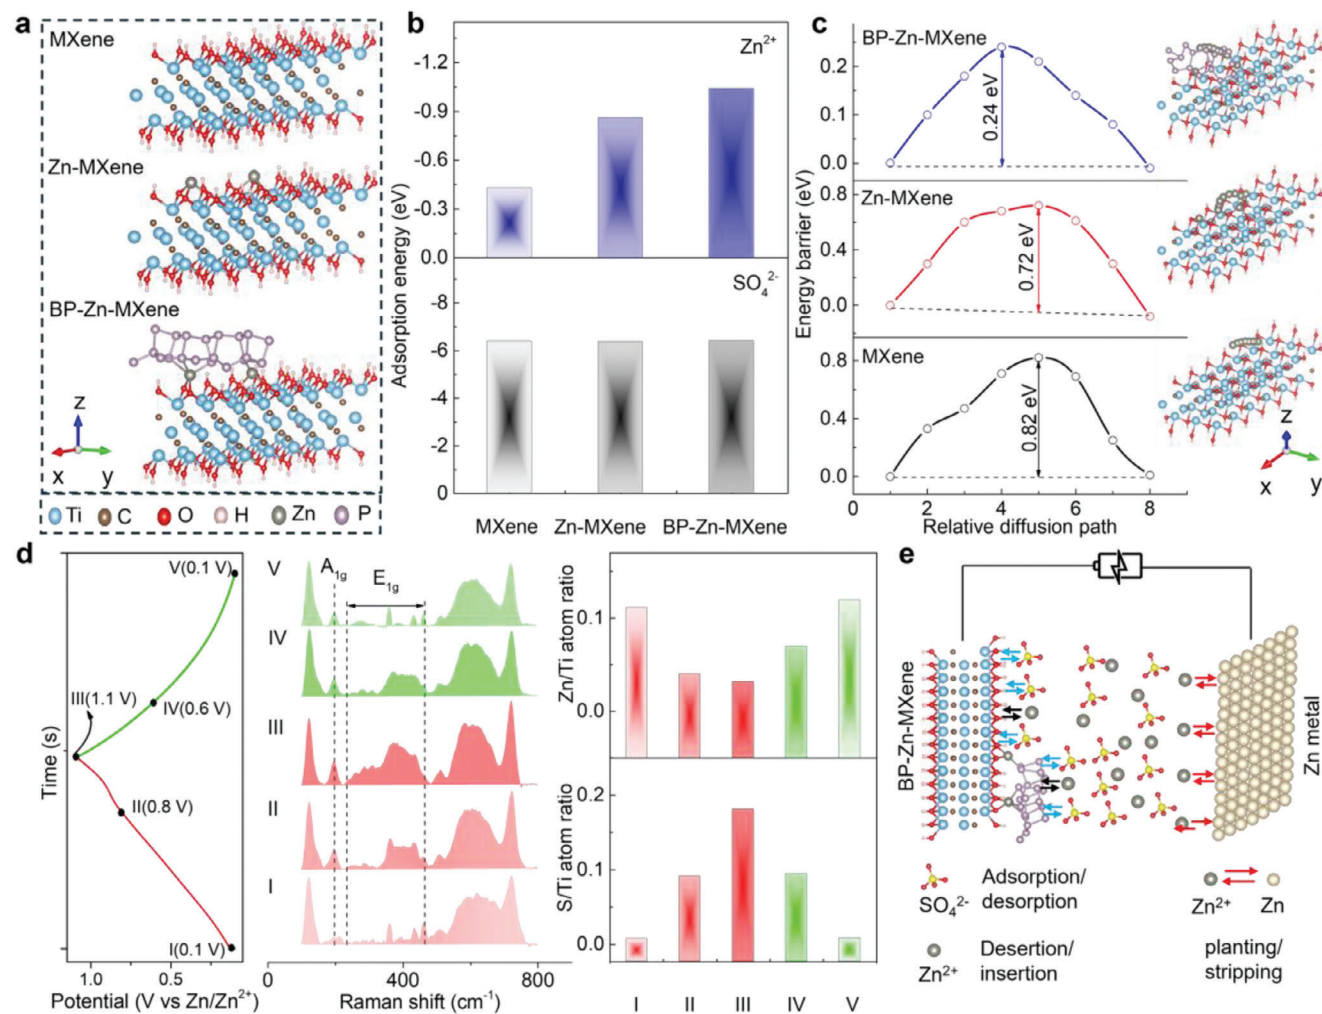 a
MXene
Zn-MXene
BP-Zn-MXene
z
x
y
Ti C O H Zn P
b
Adsorption energy (eV)
-1.2
-0.9
-0.6
-0.3
0.0
Zn²⁺
-8
-6
-4
-2
0
SO₄²⁻
MXene Zn-MXene BP-Zn-MXene
c
Energy barrier (eV)
BP-Zn-MXene
0.2
0.0
0.24 eV
Zn-MXene
0.8
0.4
0.0
0.72 eV
MXene
0.8
0.4
0.0
0.82 eV
0 2 4 6 8
Relative diffusion path
z
x
y
d
Time (s)
V(0.1 V)
III(1.1 V)
IV(0.6 V)
II(0.8 V)
I(0.1 V)
1.0 0.5
Potential (V vs Zn/Zn²⁺)
A₁g
E₁g
V
IV
III
II
I
0 400 800
Raman shift (cm⁻¹)
Zn/Ti atom ratio
0.1
0.0
S/Ti atom ratio
0.2
0.1
0.0
I II III IV V
e
BP-Zn-MXene
Zn metal
SO₄²⁻
Adsorption/
desorption
Zn²⁺
Desertion/
insertion
Zn²⁺ Zn
planting/
stripping